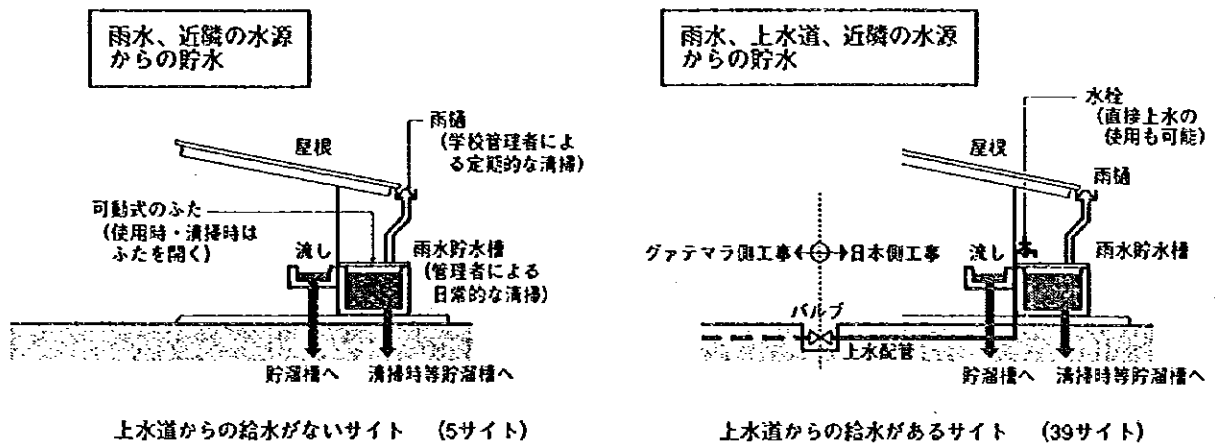 雨水、近隣の水源
からの貯水
雨樋
(学校管理者によ
る定期的な清掃)
屋根
可動式のふた
(使用時・清掃時は
ふたを開く)
流し
雨水貯水槽
(管理者による
日常的な清掃)
貯溜槽へ
清掃時等貯溜槽へ
上水道からの給水がないサイト (5サイト)
雨水、上水道、近隣の水源
からの貯水
水栓
(直接上水の
使用も可能)
屋根
雨樋
グァテマラ側工事
日本側工事
流し
雨水貯水槽
バルブ
上水配管
貯溜槽へ
清掃時等貯溜槽へ
上水道からの給水があるサイト (39サイト)